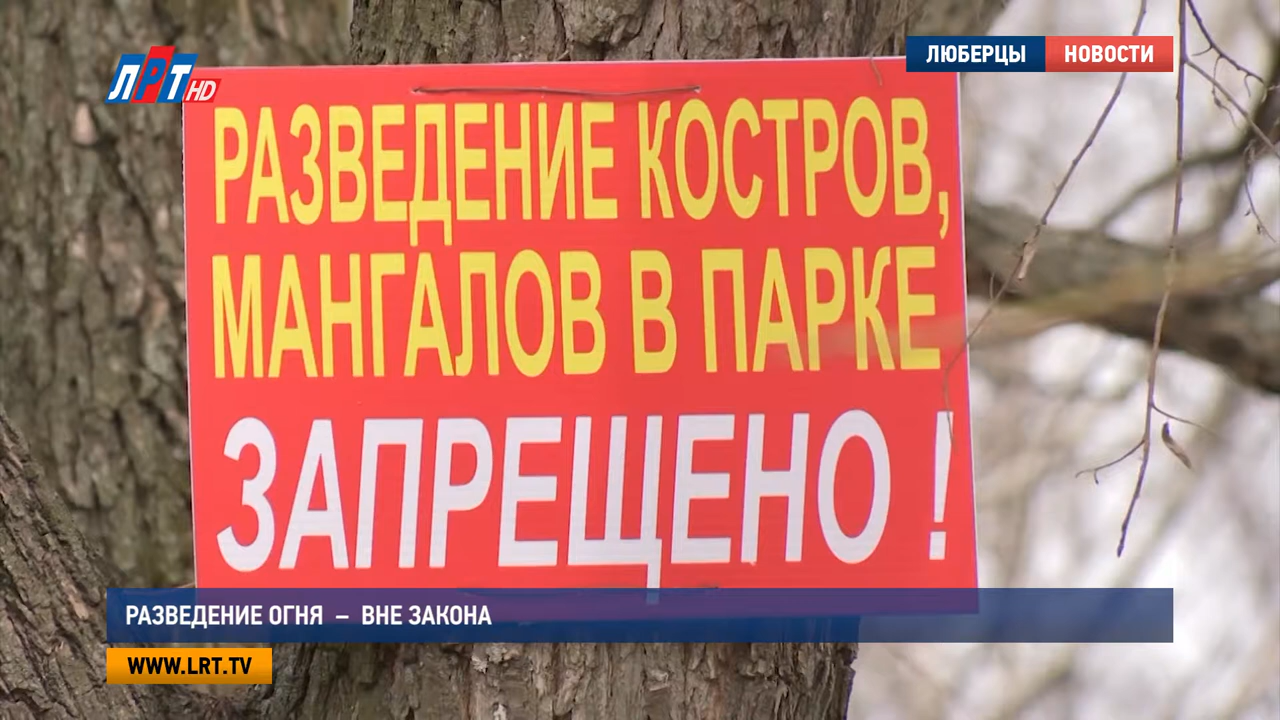 ЛРТ HD
ЛЮБЕРЦЫ НОВОСТИ
РАЗВЕДЕНИЕ КОСТРОВ,
МАНГАЛОВ В ПАРКЕ
ЗАПРЕЩЕНО !
РАЗВЕДЕНИЕ ОГНЯ – ВНЕ ЗАКОНА
WWW.LRT.TV